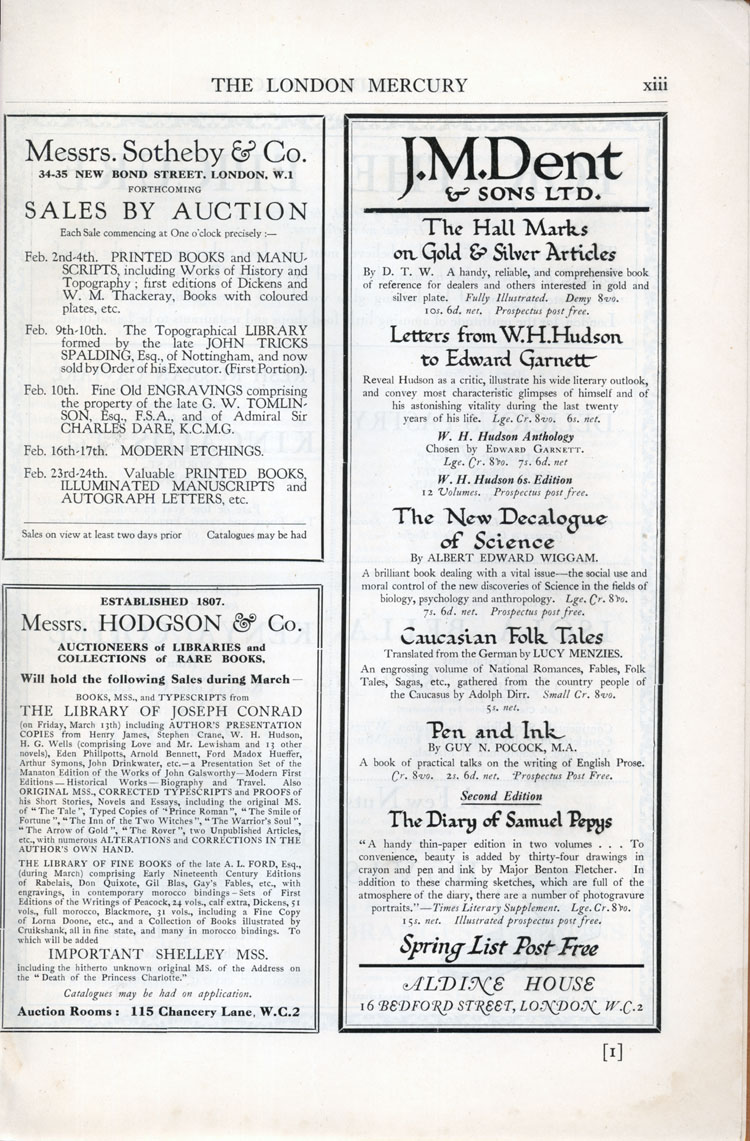 THE LONDON MERCURY
xiii
Messrs. Sotheby & Co.
34-35 NEW BOND STREET, LONDON, W.1
FORTHCOMING
SALES BY AUCTION
Each Sale commencing at One o'clock precisely :—
Feb. 2nd-4th. PRINTED BOOKS and MANU-
SCRIPTS, including Works of History and
Topography ; first editions of Dickens and
W. M. Thackeray, Books with coloured
plates, etc.
Feb. 9th-10th. The Topographical LIBRARY
formed by the late JOHN TRICKS
SPALDING, Esq., of Nottingham, and now
sold by Order of his Executor. (First Portion).
Feb. 10th. Fine Old ENGRAVINGS comprising
the property of the late G. W. TOMLIN-
SON, Esq., F.S.A., and of Admiral Sir
CHARLES DARE, K.C.M.G.
Feb. 16th-17th. MODERN ETCHINGS.
Feb. 23rd-24th. Valuable PRINTED BOOKS,
ILLUMINATED MANUSCRIPTS and
AUTOGRAPH LETTERS, etc.
Sales on view at least two days prior Catalogues may be had
ESTABLISHED 1807.
Messrs. HODGSON & Co.
AUCTIONEERS of LIBRARIES and
COLLECTIONS of RARE BOOKS.
Will hold the following Sales during March—
BOOKS, MSS., and TYPESCRIPTS from
THE LIBRARY OF JOSEPH CONRAD
(on Friday, March 13th) including AUTHOR'S PRESENTATION
COPIES from Henry James, Stephen Crane, W. H. Hudson,
H. G. Wells (comprising Love and Mr. Lewisham and 13 other
novels), Eden Phillpotts, Arnold Bennett, Ford Madox Hueffer,
Arthur Symons, John Drinkwater, etc.—a Presentation Set of the
Manaton Edition of the Works of John Galsworthy—Modern First
Editions—Historical Works—Biography and Travel. Also
ORIGINAL MSS., CORRECTED TYPESCRIPTS and PROOFS of
his Short Stories, Novels and Essays, including the original MS.
of "The Tale", Typed Copies of "Prince Roman", "The Smile of
Fortune", "The Inn of the Two Witches", "The Warrior's Soul",
"The Arrow of Gold", "The Rover", two Unpublished Articles,
etc., with numerous ALTERATIONS and CORRECTIONS IN THE
AUTHOR'S OWN HAND.
THE LIBRARY OF FINE BOOKS of the late A. L. FORD, Esq.,
(during March) comprising Early Nineteenth Century Editions
of Rabelais, Don Quixote, Gil Blas, Gay's Fables, etc., with
engravings, in contemporary morocco bindings—Sets of First
Editions of the Writings of Peacock, 24 vols., calf extra, Dickens, 51
vols., full morocco, Blackmore, 31 vols., including a Fine Copy
of Lorna Doone, etc., and a Collection of Books illustrated by
Cruikshank, all in fine state, and many in morocco bindings. To
which will be added
IMPORTANT SHELLEY MSS.
including the hitherto unknown original MS. of the Address on
the "Death of the Princess Charlotte."
Catalogues may be had on application.
Auction Rooms : 115 Chancery Lane, W.C.2
J.M.Dent
& SONS LTD.
The Hall Marks
on Gold & Silver Articles
By D. T. W. A handy, reliable, and comprehensive book
of reference for dealers and others interested in gold and
silver plate. Fully Illustrated. Demy 8vo.
10s. 6d. net. Prospectus post free.
Letters from W.H.Hudson
to Edward Garnett
Reveal Hudson as a critic, illustrate his wide literary outlook,
and convey most characteristic glimpses of himself and of
his astonishing vitality during the last twenty
years of his life. Lge. Cr. 8vo. 6s. net.
W. H. Hudson Anthology
Chosen by EDWARD GARNETT.
Lge. Cr. 8vo. 7s. 6d. net
W. H. Hudson 6s. Edition
12 Volumes. Prospectus post free.
The New Decalogue
of Science
By ALBERT EDWARD WIGGAM.
A brilliant book dealing with a vital issue—the social use and
moral control of the new discoveries of Science in the fields of
biology, psychology and anthropology. Lge. Cr. 8vo.
7s. 6d. net. Prospectus post free.
Caucasian Folk Tales
Translated from the German by LUCY MENZIES.
An engrossing volume of National Romances, Fables, Folk
Tales, Sagas, etc., gathered from the country people of
the Caucasus by Adolph Dirr. Small Cr. 8vo.
5s. net.
Pen and Ink
By GUY N. POCOCK, M.A.
A book of practical talks on the writing of English Prose.
Cr. 8vo. 2s. 6d. net. Prospectus Post Free.
Second Edition
The Diary of Samuel Pepys
"A handy thin-paper edition in two volumes . . . To
convenience, beauty is added by thirty-four drawings in
crayon and pen and ink by Major Benton Fletcher. In
addition to these charming sketches, which are full of the
atmosphere of the diary, there are a number of photogravure
portraits."—Times Literary Supplement. Lge. Cr. 8vo.
15s. net. Illustrated prospectus post free.
Spring List Post Free
ALDINE HOUSE
16 BEDFORD STREET, LONDON W.C.2
[1]